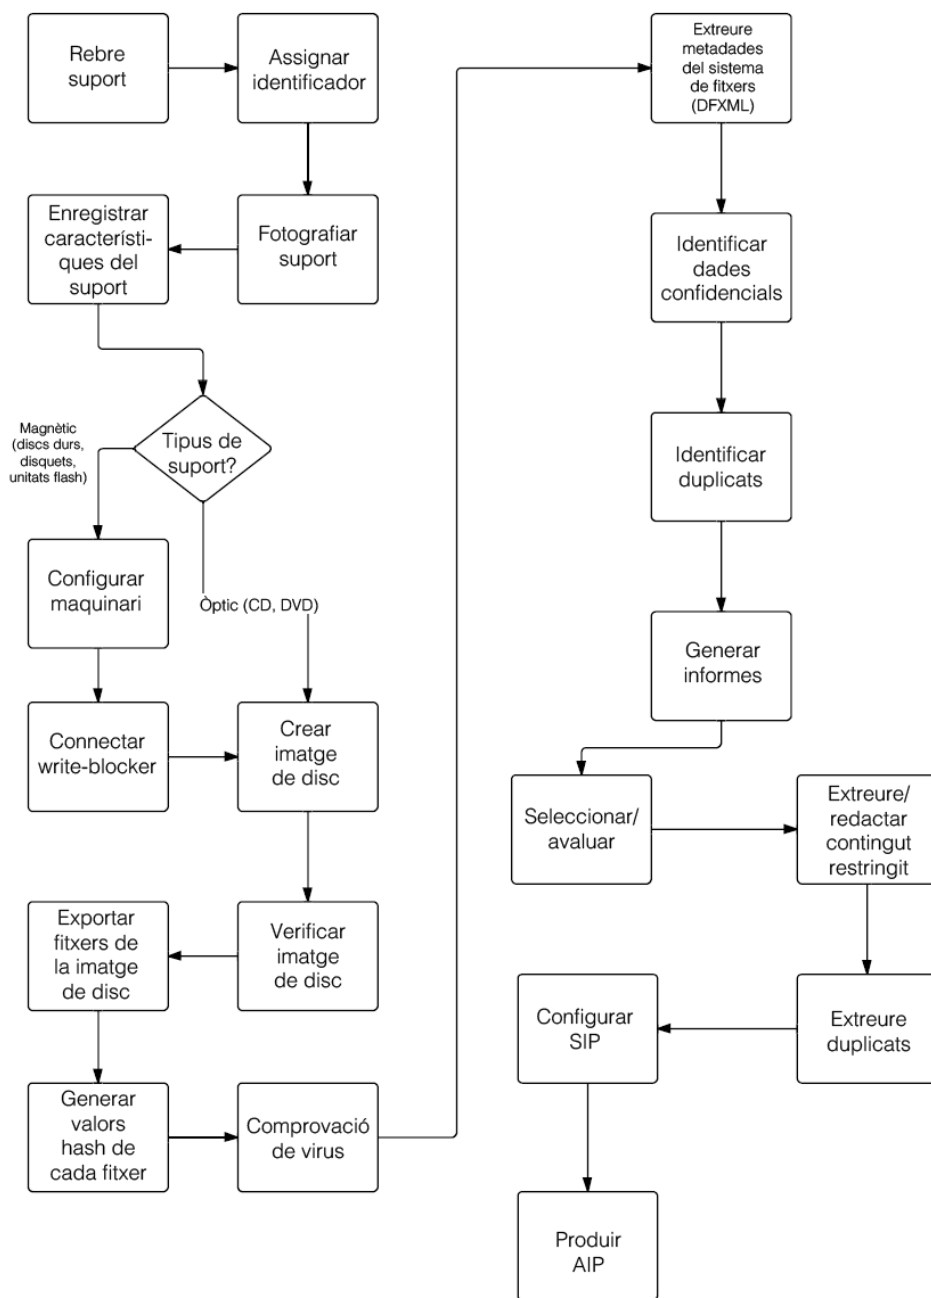 Rebre
suport
Assignar
identificador
Fotografiar
suport
Enregistrar
característi-
ques del
suport
Tipus de
suport?
Magnètic
(discs durs,
disquets,
unitats flash)
Òptic (CD, DVD)
Configurar
maquinari
Connectar
write-blocker
Crear
imatge
de disc
Verificar
imatge
de disc
Exportar
fitxers de
la imatge
de disc
Generar
valors
hash de
cada fitxer
Comprovació
de virus
Extreure
metadades
del sistema
de fitxers
(DFXML)
Identificar
dades
confidencials
Identificar
duplicats
Generar
informes
Seleccionar/
avaluar
Extreure/
redactar
contingut
restringit
Extreure
duplicats
Configurar
SIP
Produir
AIP